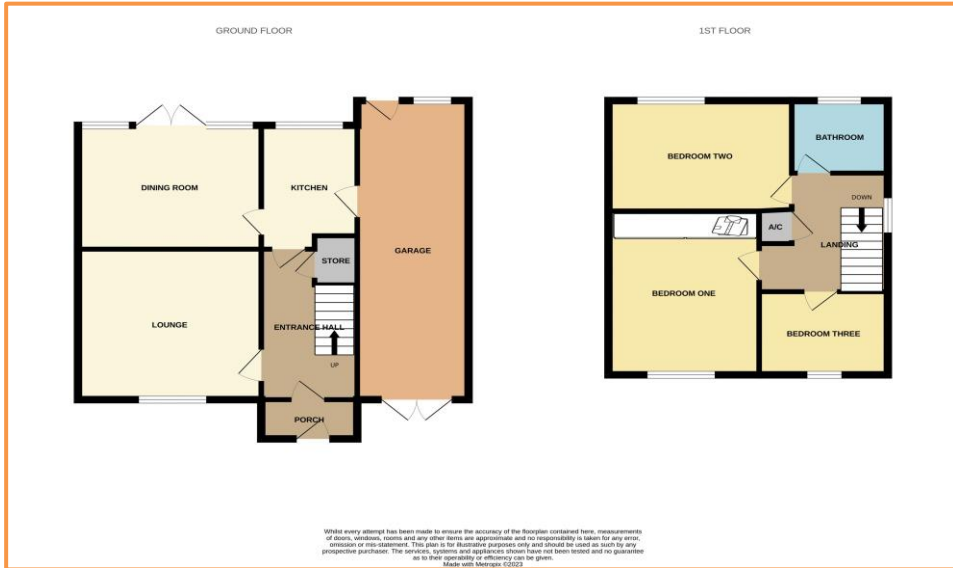 GROUND FLOOR
1ST FLOOR
DINING ROOM
KITCHEN
STORE
GARAGE
LOUNGE
ENTRANCE HALL
UP
PORCH
BEDROOM TWO
BATHROOM
DOWN
A/C
LANDING
BEDROOM ONE
BEDROOM THREE
Whilst every attempt has been made to ensure the accuracy of the floorplan contained here, measurements
of doors, windows, rooms and any other items are approximate and no responsibility is taken for any error,
omission or mis-statement. This plan is for illustrative purposes only and should be used as such by any
prospective purchaser. The services, systems and appliances shown have not been tested and no guarantee
as to their operability or efficiency can be given.
Made with Metropix ©2023